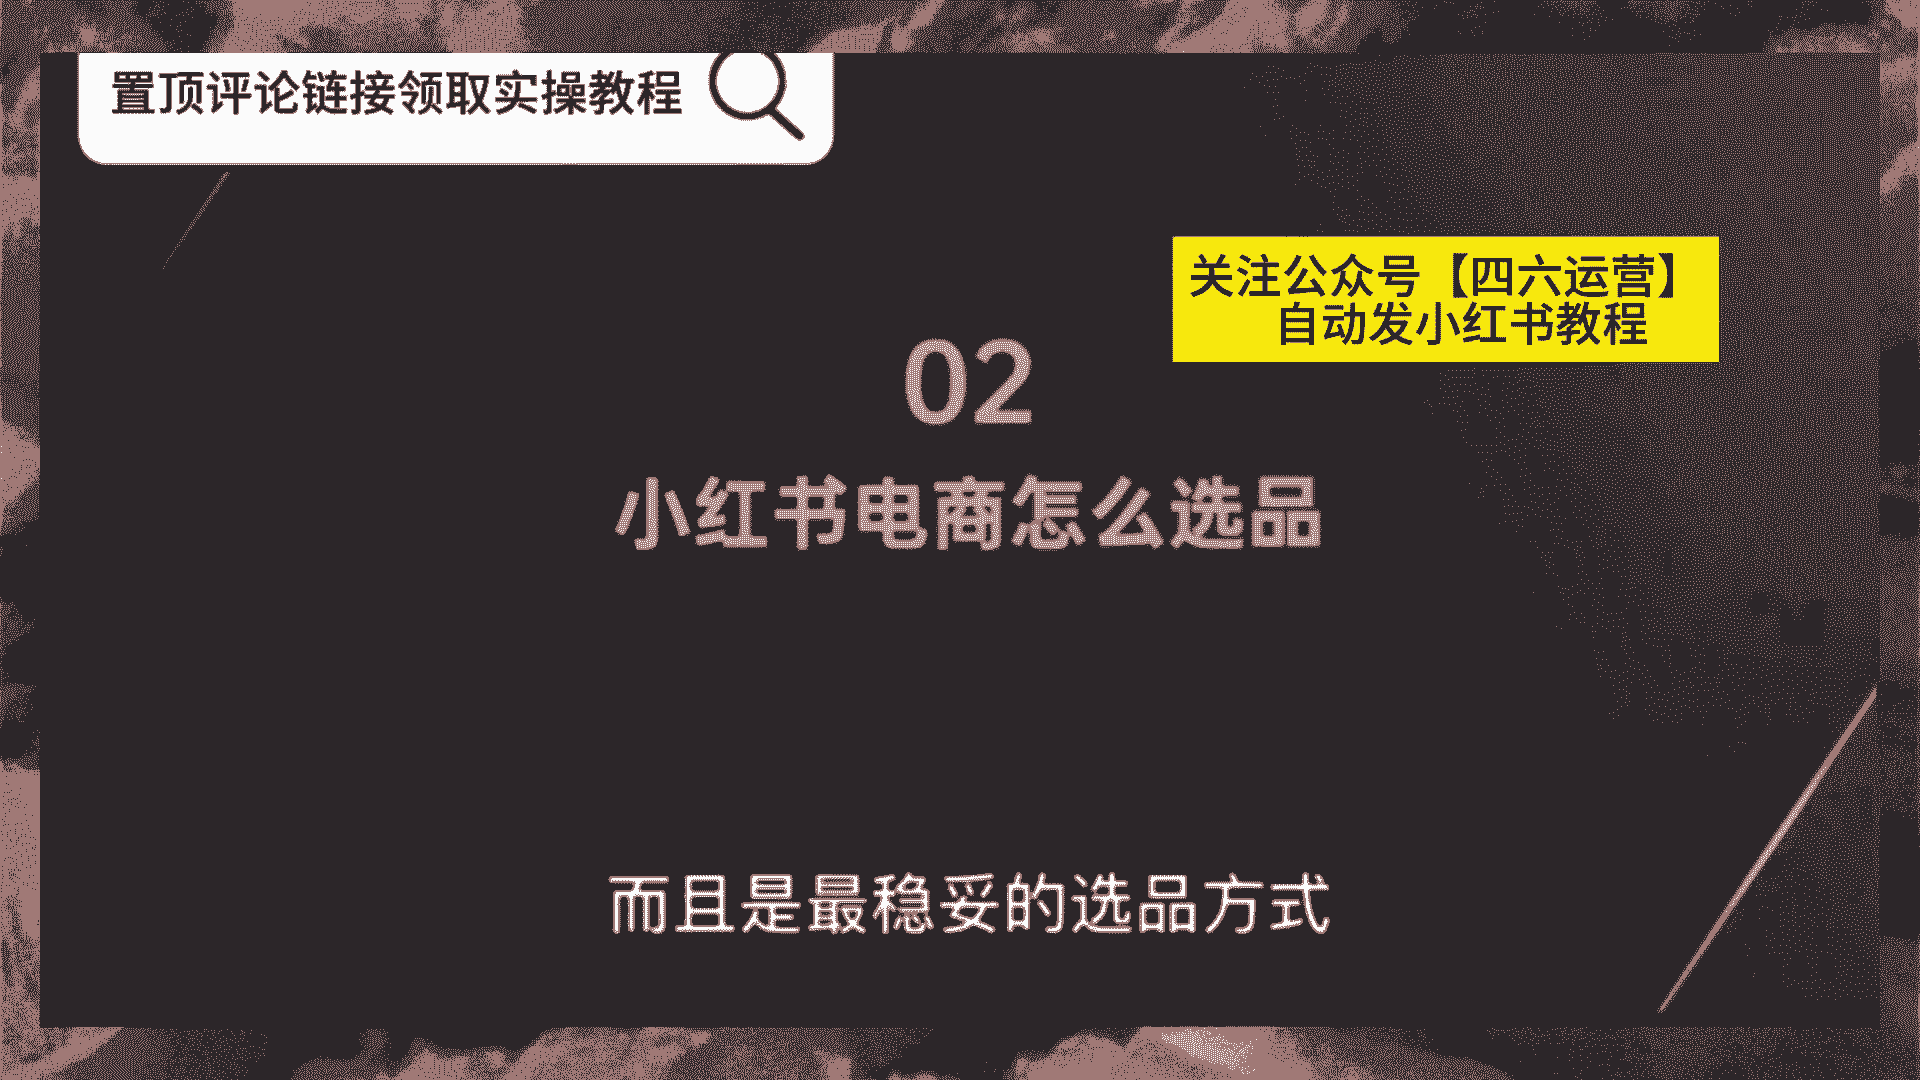 置顶评论链接领取实操教程
关注公众号【四六运营】
自动发小红书教程
02
小红书电商怎么选品
而且是最稳妥的选品方式